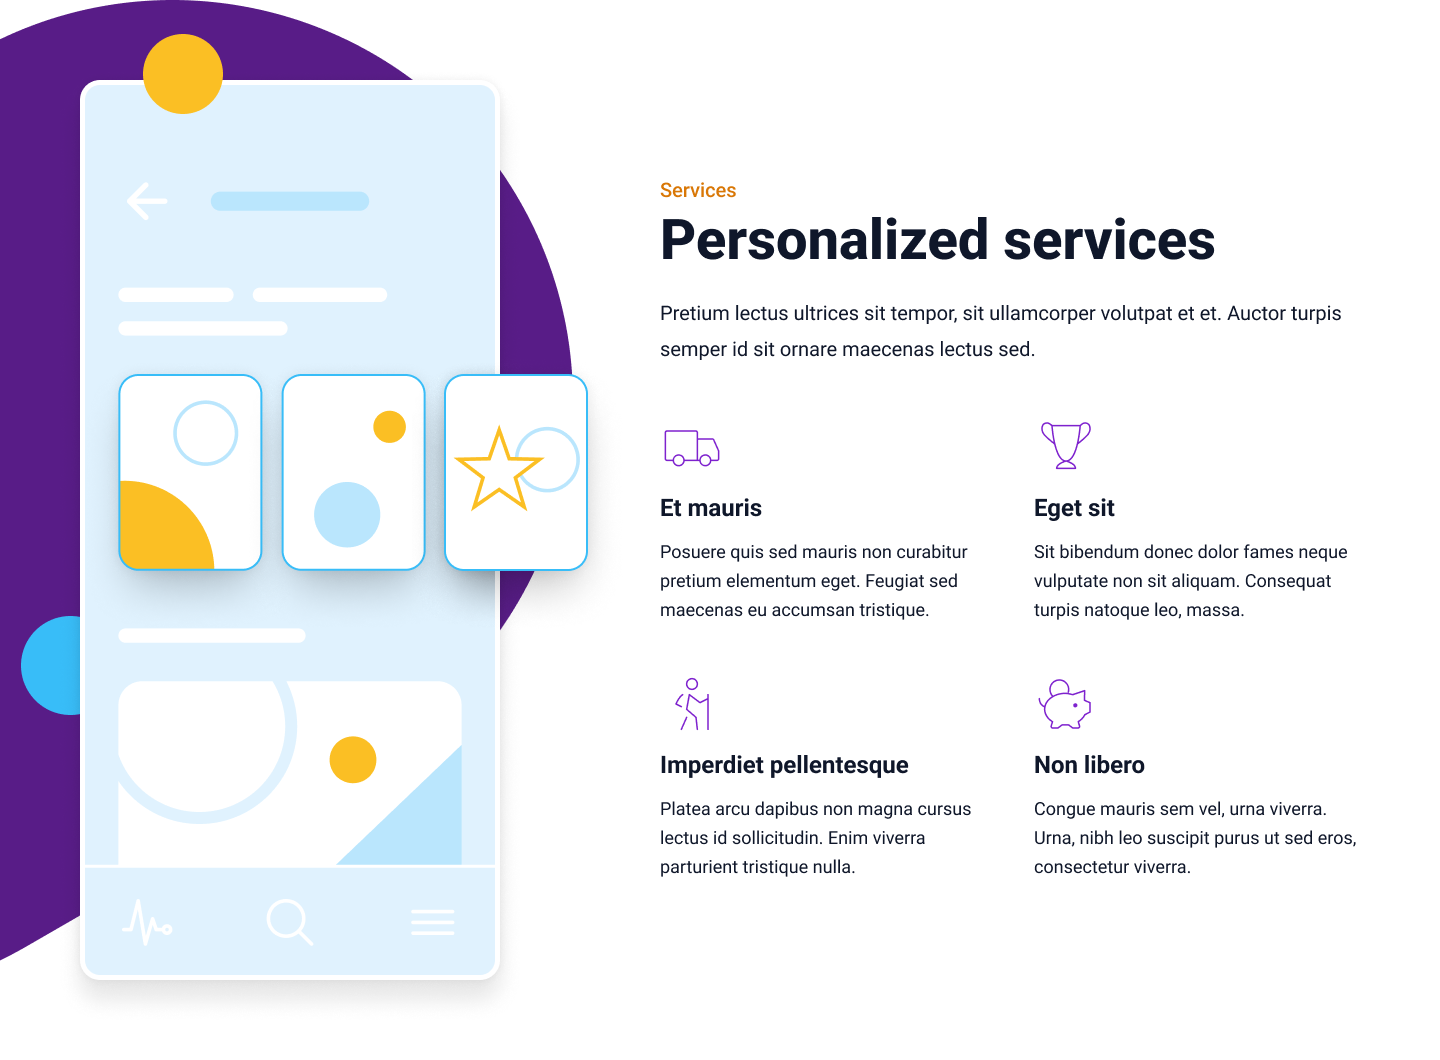 Services
Personalized services
Pretium lectus ultrices sit tempor, sit ullamcorper volutpat et et. Auctor turpis
semper id sit ornare maecenas lectus sed.
Et mauris
Posuere quis sed mauris non curabitur
pretium elementum eget. Feugiat sed
maecenas eu accumsan tristique.
Eget sit
Sit bibendum donec dolor fames neque
vulputate non sit aliquam. Consequat
turpis natoque leo, massa.
Imperdiet pellentesque
Platea arcu dapibus non magna cursus
lectus id sollicitudin. Enim viverra
parturient tristique nulla.
Non libero
Congue mauris sem vel, urna viverra.
Urna, nibh leo suscipit purus ut sed eros,
consectetur viverra.